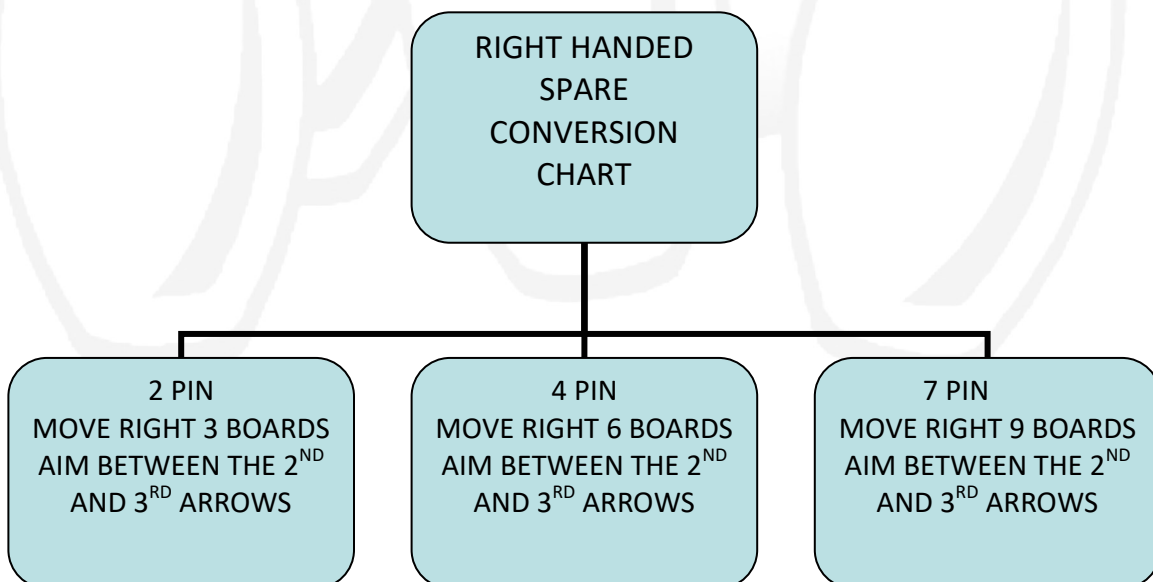 RIGHT HANDED
SPARE
CONVERSION
CHART
2 PIN
MOVE RIGHT 3 BOARDS
AIM BETWEEN THE 2ND
AND 3RD ARROWS
4 PIN
MOVE RIGHT 6 BOARDS
AIM BETWEEN THE 2ND
AND 3RD ARROWS
7 PIN
MOVE RIGHT 9 BOARDS
AIM BETWEEN THE 2ND
AND 3RD ARROWS